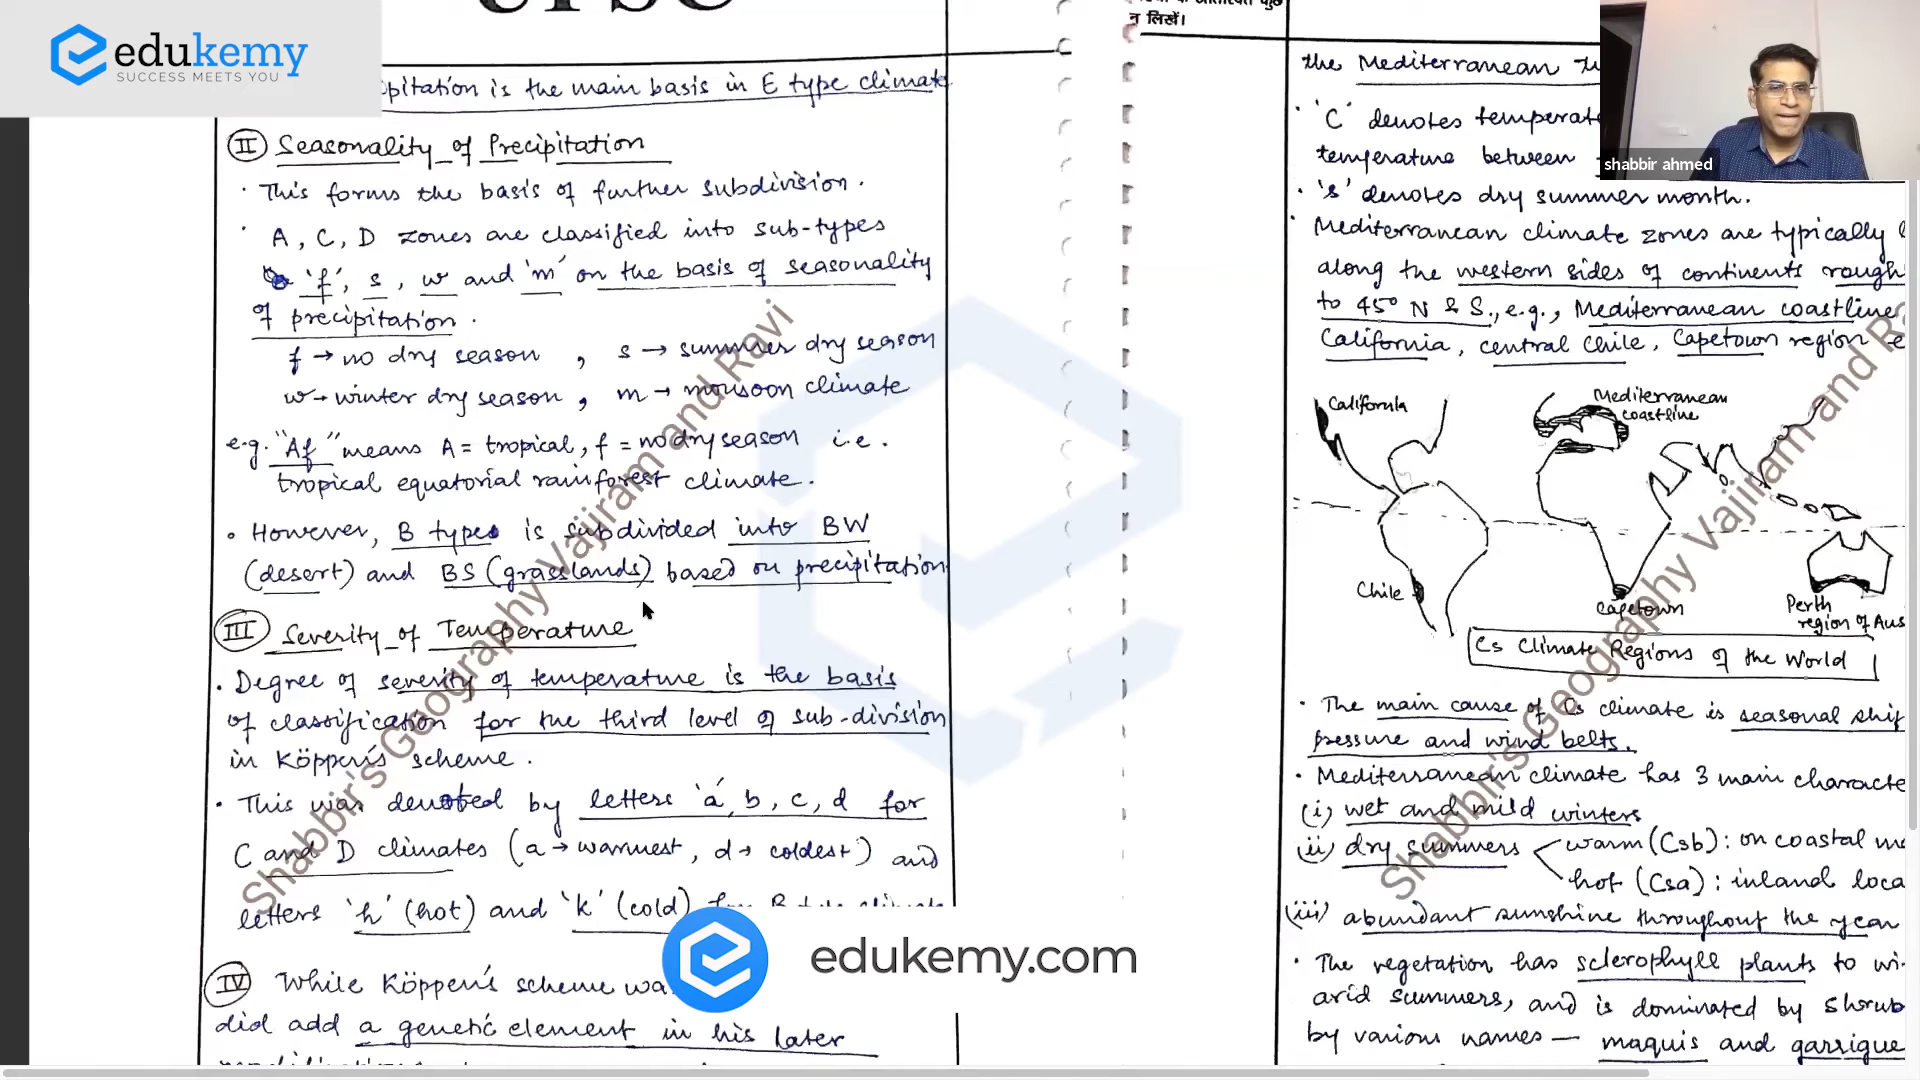 UPSC
न लिखें।
edukemy
SUCCESS MEETS YOU
pitation is the main basis in E type climate
II Seasonality of Precipitation
· This forms the basis of further subdivision.
· A, C, D zones are classified into sub-types
'f', s, w and 'm' on the basis of seasonality
of precipitation.
f → no dry season, s → summer dry season
w → winter dry season, m → monsoon climate
e.g. "Af" means A = tropical, f = no dry season i.e.
tropical equatorial rainforest climate.
· However, B type is subdivided into BW
(desert) and BS (grasslands) based on precipitation
III Severity of Temperature
· Degree of severity of temperature is the basis
of classification for the third level of sub-division
in Köppen's scheme.
· This was denoted by letters 'a', b, c, d for
C and D climates (a → warmest, d → coldest) and
letters 'h' (hot) and 'k' (cold)
IV While Köppen's scheme wa
did add a genetic element in his later
the Mediterranean
· 'C' denotes temperate
temperature between
· 's' denotes dry summer month.
· Mediterranean climate zones are typically
along the western sides of continents rough
to 45° N & S., e.g., Mediterranean coastline
California, central Chile, Capetown region
California
Mediterranean
coastline
Chile
Capetown
Perth
region of Aus
Cs Climate Regions of the World
· The main cause of Cs climate is seasonal shif
pressure and wind belts.
· Mediterranean climate has 3 main characte
(i) wet and mild winters
(ii) dry summers warm (Csb): on coastal
hot (Csa): inland loca
(iii) abundant sunshine throughout the year
· The vegetation has sclerophyll plants to wi
arid summers, and is dominated by shrub
by various names — maquis and garrigue
shabbir ahmed
Shabbir's Geography Vajiram and Ravi
Shabbir's Geography Vajiram and Ra
edukemy.com